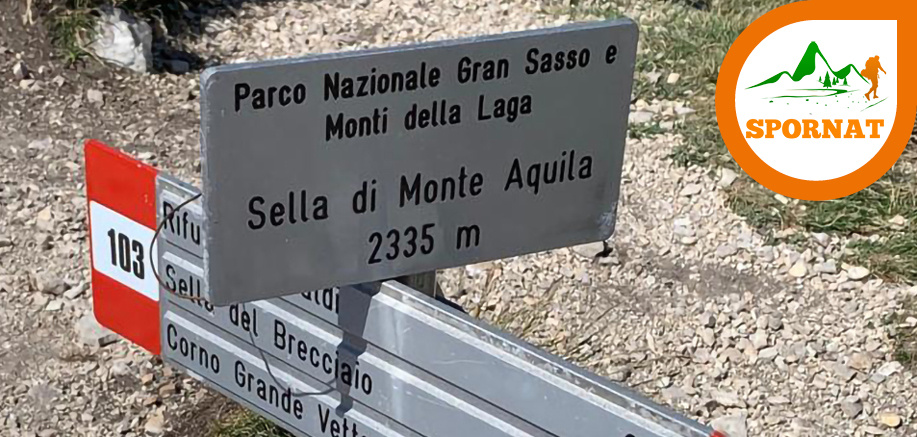 Parco Nazionale Gran Sasso e
Monti della Laga
Sella di Monte Aquila
2335 m
103
del Brecciaio
Corno Grande
SPORNAT